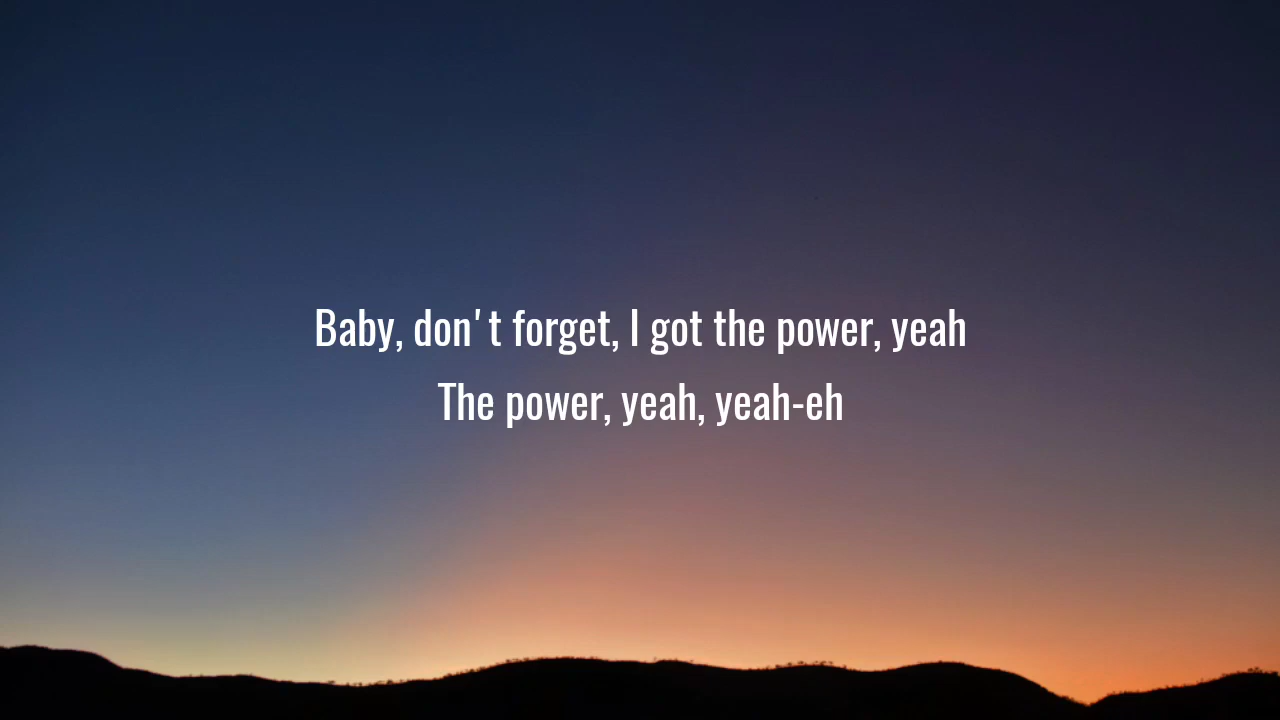 Baby, don't forget, I got the power, yeah
The power, yeah, yeah-eh